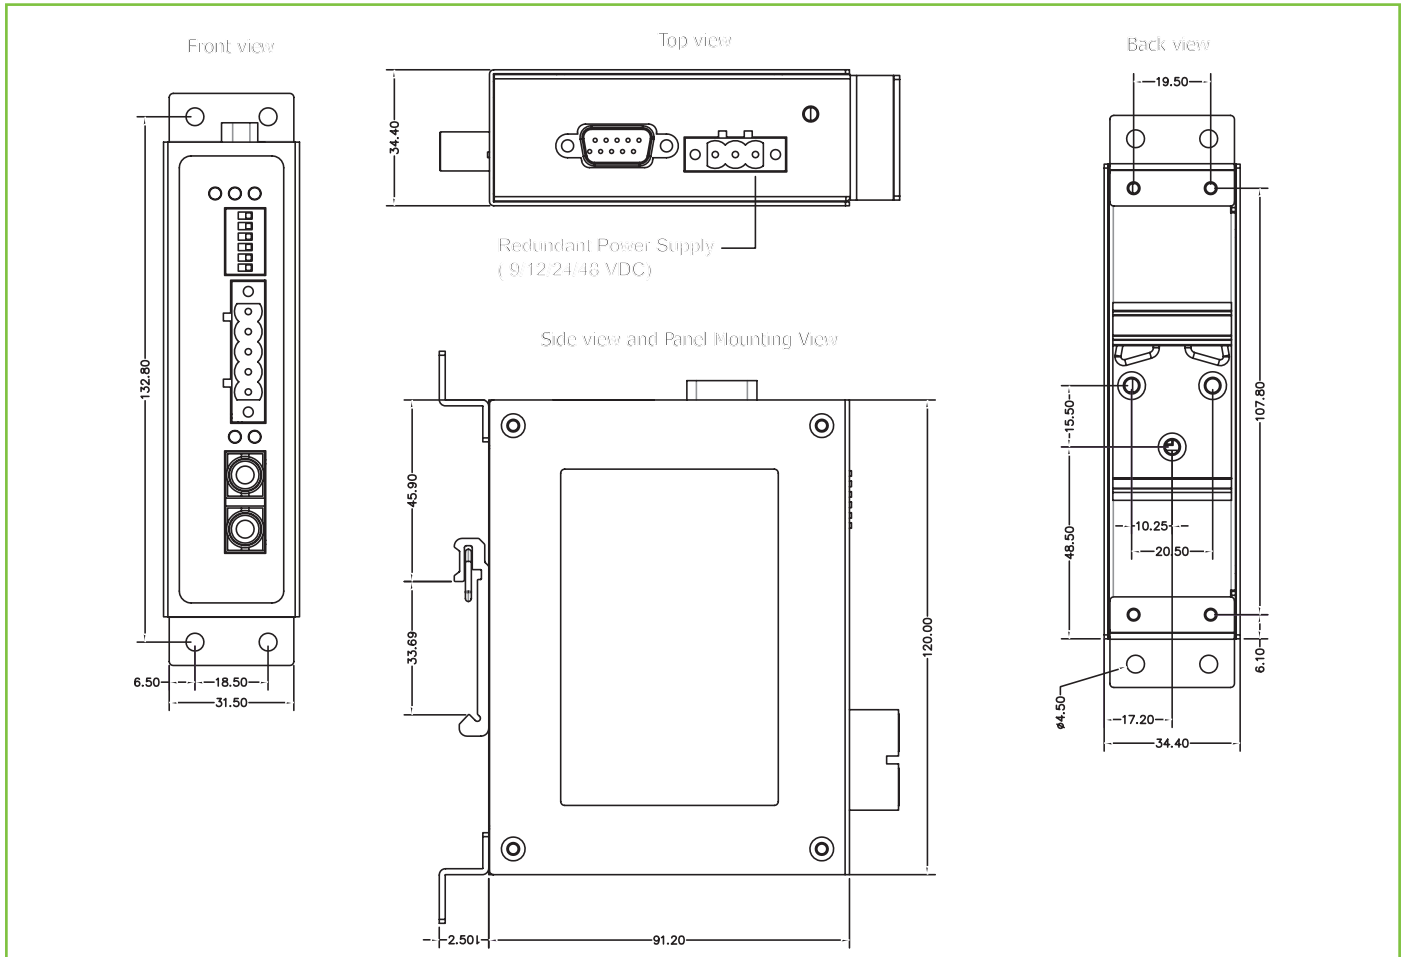 Front view
Top view
Back view
19.50
34.40
Redundant Power Supply
( 9/12/24/48 VDC)
Side view and Panel Mounting View
132.80
45.90
33.69
120.00
15.50
107.80
48.50
10.25
20.50
6.50
18.50
31.50
6.10
ø4.50
17.20
34.40
2.50
91.20